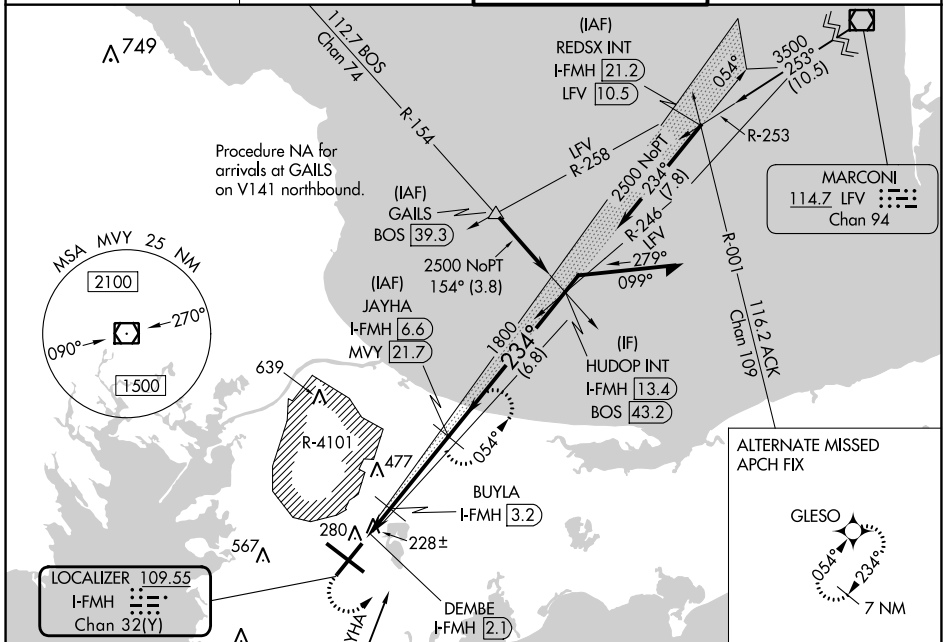 749
112.7 BOS
Chan 74
R-154
(IAF)
REDSX INT
I-FMH 21.2
LFV 10.5
054°
3500
253°
(10.5)
R-253
LFV
R-258
2500 NoPT
234°
(7.8)
R-246
LFV
MARCONI
114.7 LFV
Chan 94
Procedure NA for
arrivals at GAILS
on V141 northbound.
(IAF)
GAILS
BOS 39.3
2500 NoPT
154° (3.8)
279°
099°
R-001
116.2 ACK
Chan 109
MSA MVY 25 NM
2100
090°
270°
1500
(IAF)
JAYHA
I-FMH 6.6
MVY 21.7
1800
234°
(6.8)
(IF)
HUDOP INT
I-FMH 13.4
BOS 43.2
639
R-4101
054°
477
BUYLA
I-FMH 3.2
280
228±
567
LOCALIZER 109.55
I-FMH
Chan 32(Y)
DEMBE
I-FMH 2.1
YHA
ALTERNATE MISSED
APCH FIX
GLESO
054°
234°
7 NM